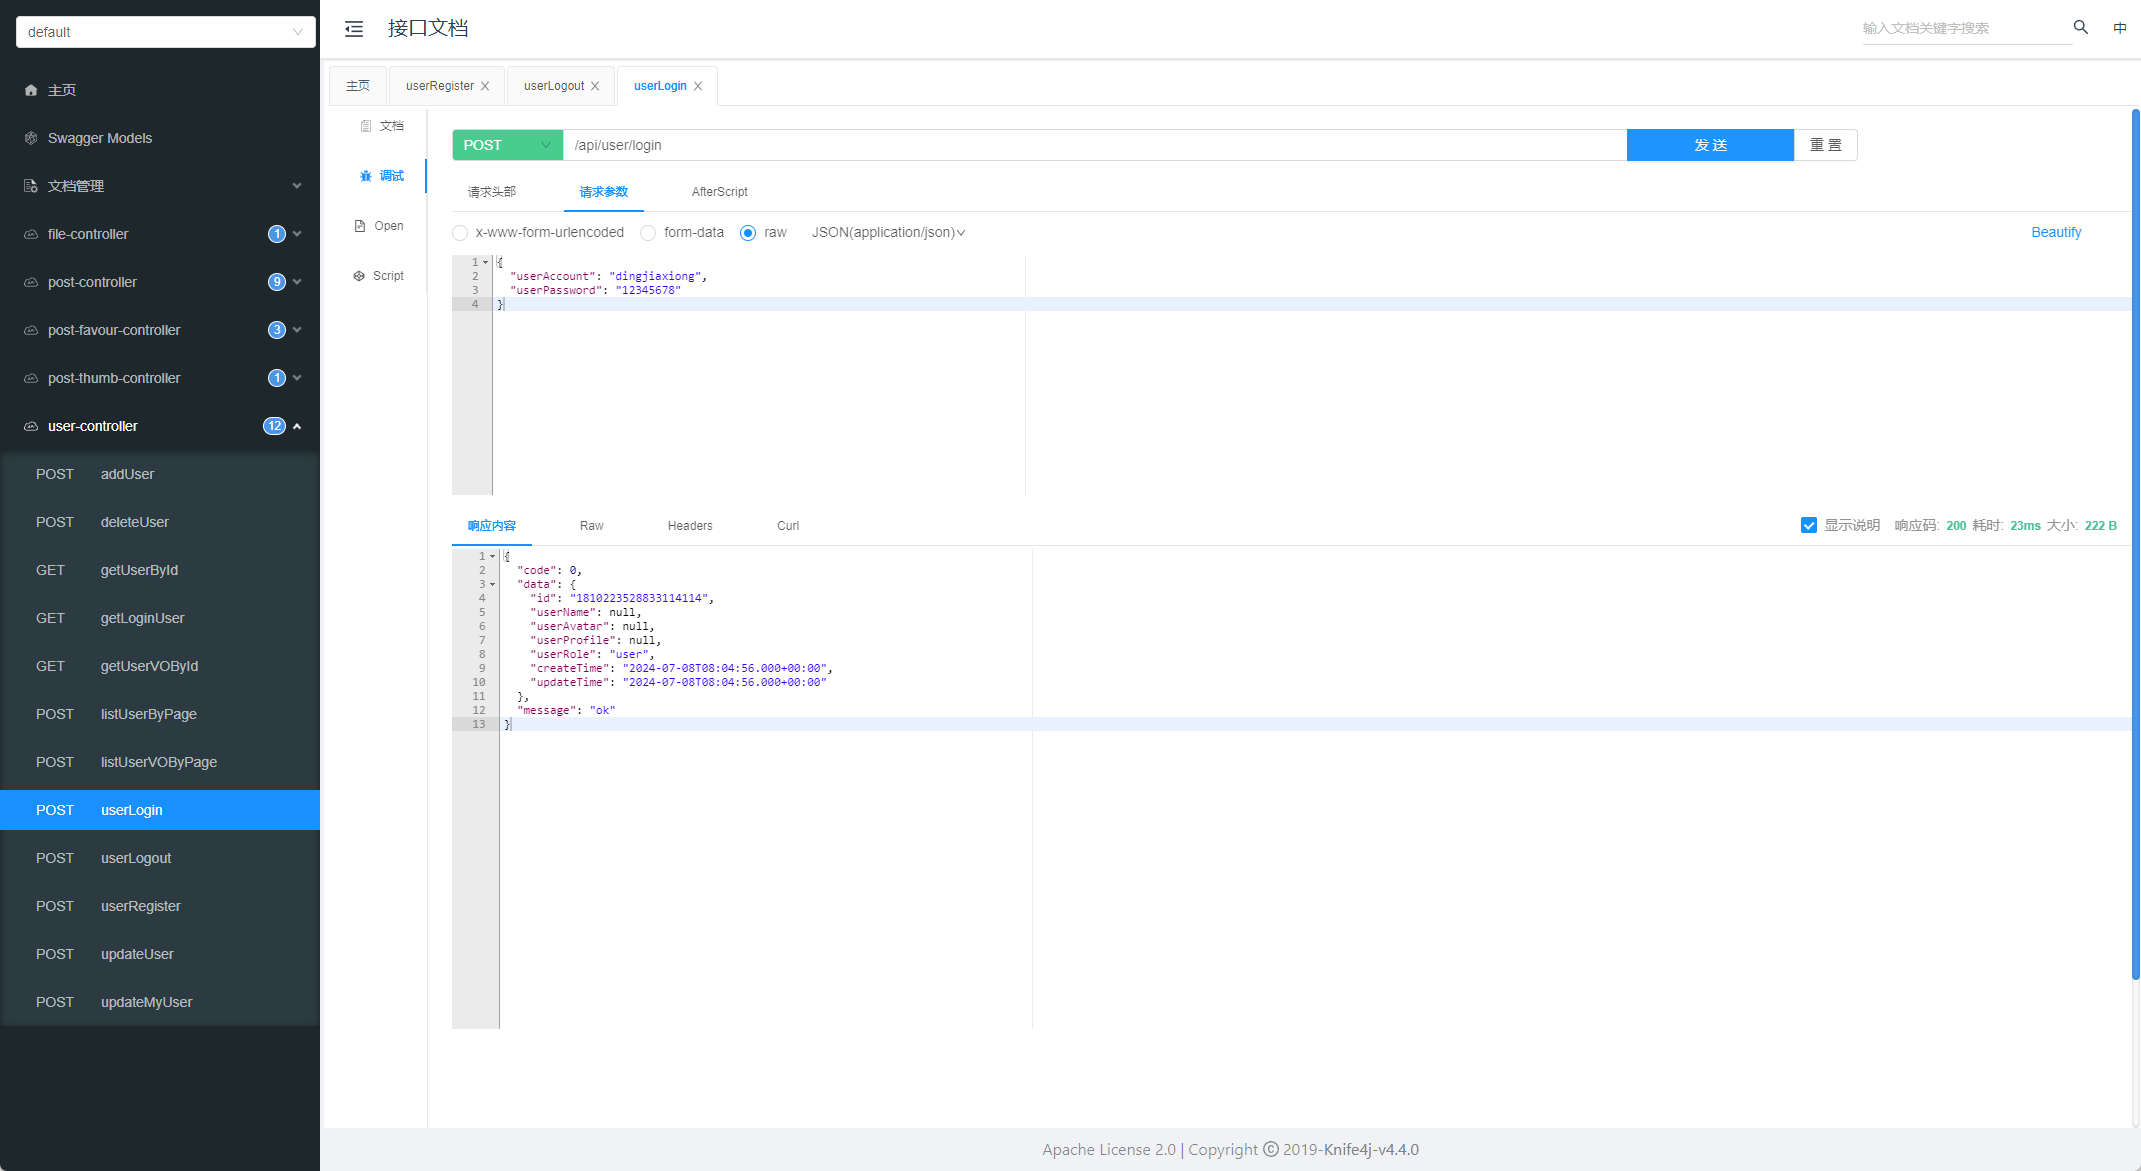 default
主页
Swagger Models
文档管理
file-controller 1
post-controller 9
post-favour-controller 3
post-thumb-controller 1
user-controller 12
POST addUser
POST deleteUser
GET getUserById
GET getLoginUser
GET getUserVOById
POST listUserByPage
POST listUserVOByPage
POST userLogin
POST userLogout
POST userRegister
POST updateUser
POST updateMyUser
接口文档
输入文档关键字搜索
中
主页 userRegister userLogout userLogin
文档
调试
Open
Script
POST /api/user/login 发 送 重 置
请求头部 请求参数 AfterScript
x-www-form-urlencoded form-data raw JSON(application/json) Beautify
1 {
2 "userAccount": "dingjiaxiong",
3 "userPassword": "12345678"
4 }
响应内容 Raw Headers Curl 显示说明 响应码: 200 耗时: 23ms 大小: 222 B
1 {
2 "code": 0,
3 "data": {
4 "id": "1810223528833114114",
5 "userName": null,
6 "userAvatar": null,
7 "userProfile": null,
8 "userRole": "user",
9 "createTime": "2024-07-08T08:04:56.000+00:00",
10 "updateTime": "2024-07-08T08:04:56.000+00:00"
11 },
12 "message": "ok"
13 }
Apache License 2.0 | Copyright © 2019-Knife4j-v4.4.0